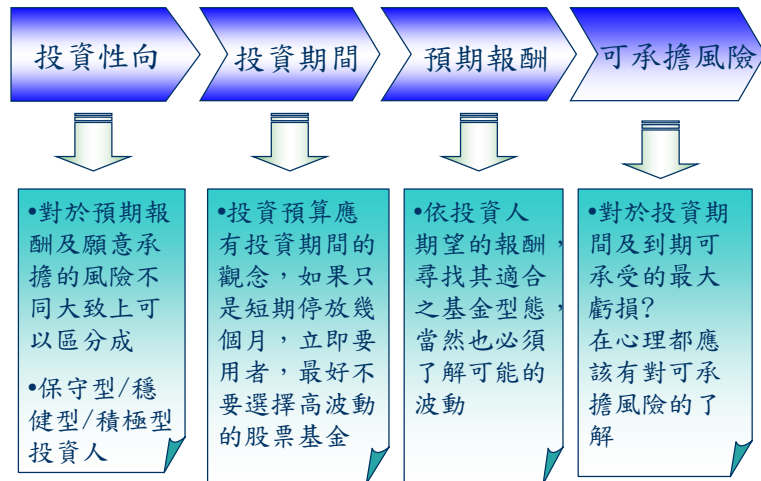 投資性向
投資期間
預期報酬
可承擔風險
•對於預期報
酬及願意承
擔的風險不
同大致上可
以區分成
•保守型/穩
健型/積極型
投資人
•投資預算應
有投資期間的
觀念，如果只
是短期停放幾
個月，立即要
用者，最好不
要選擇高波動
的股票基金
•依投資人
期望的報酬，
尋找其適合
之基金型態，
當然也必須
了解可能的
波動
•對於投資期
間及到期可
承受的最大
虧損?
在心理都應
該有對可承
擔風險的了
解